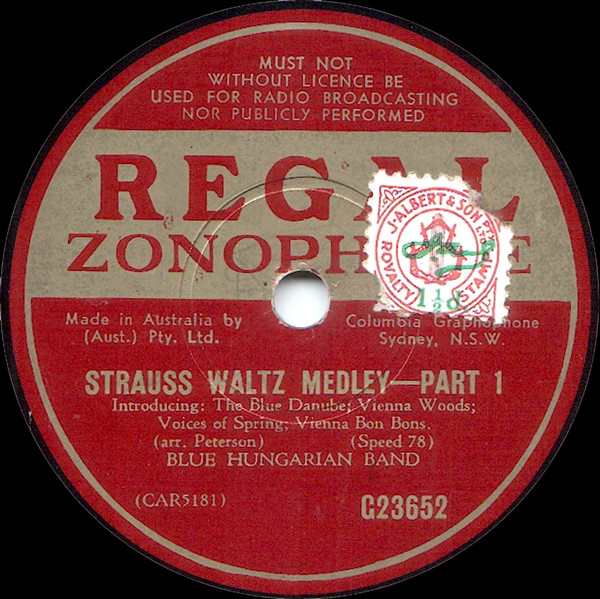 MUST NOT
WITHOUT LICENCE BE
USED FOR RADIO BROADCASTING
NOR PUBLICLY PERFORMED
REGAL
ZONOPH E
J. ALBERT & SON PTY LTD
ROYALTY STAMP
1½d
Made in Australia by Columbia Graphophone
(Aust.) Pty. Ltd. Sydney, N.S.W.
STRAUSS WALTZ MEDLEY—PART 1
Introducing: The Blue Danube; Vienna Woods;
Voices of Spring; Vienna Bon Bons.
(arr. Peterson) (Speed 78)
BLUE HUNGARIAN BAND
(CAR5181) G23652